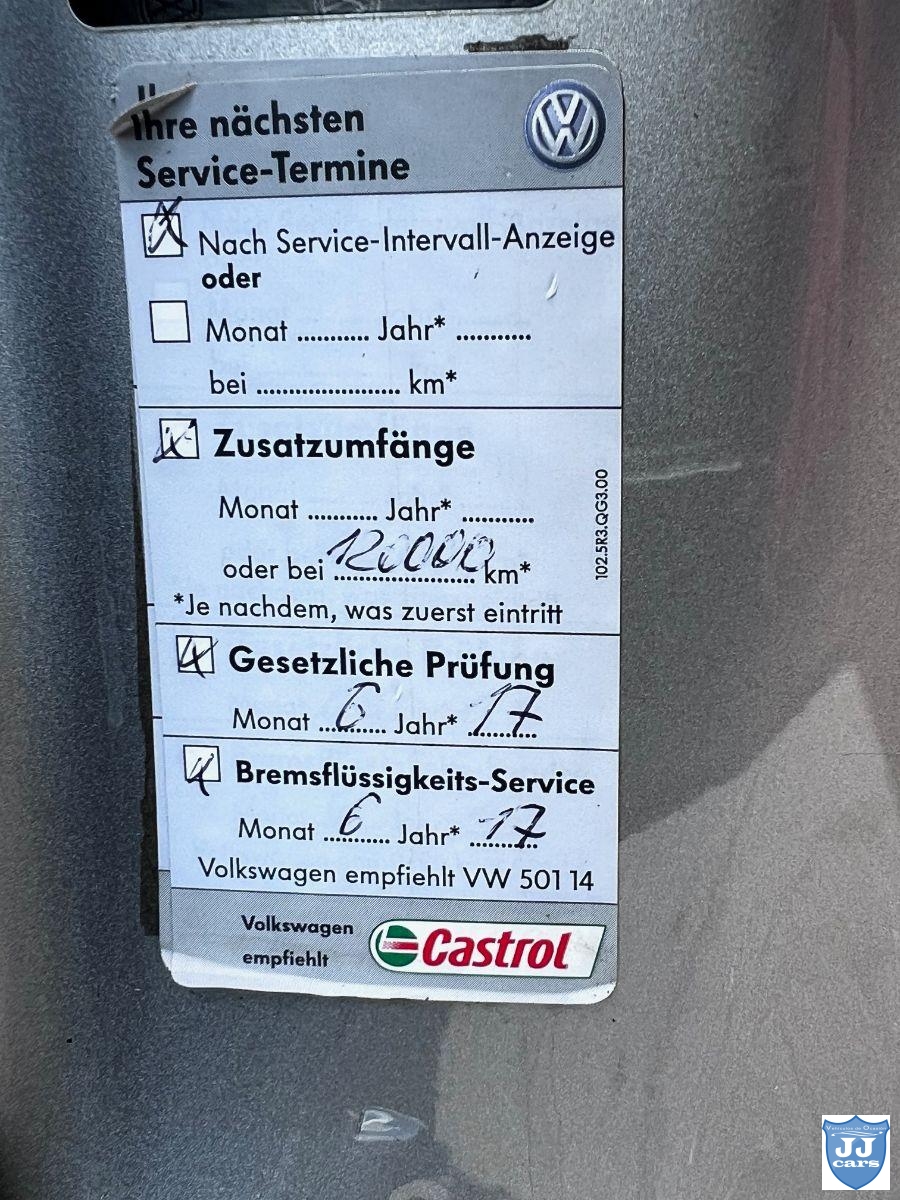 Ihre nächsten
Service-Termine
Nach Service-Intervall-Anzeige
oder
Monat ........... Jahr* ...........
bei ...................... km*
Zusatzumfänge
Monat ........... Jahr* ...........
oder bei 120000 km*
*Je nachdem, was zuerst eintritt
102.5R3.QG3.00
Gesetzliche Prüfung
Monat 6 Jahr* 17
Bremsflüssigkeits-Service
Monat 6 Jahr* 17
Volkswagen empfiehlt VW 501 14
Volkswagen
empfiehlt
Castrol
JJ
cars